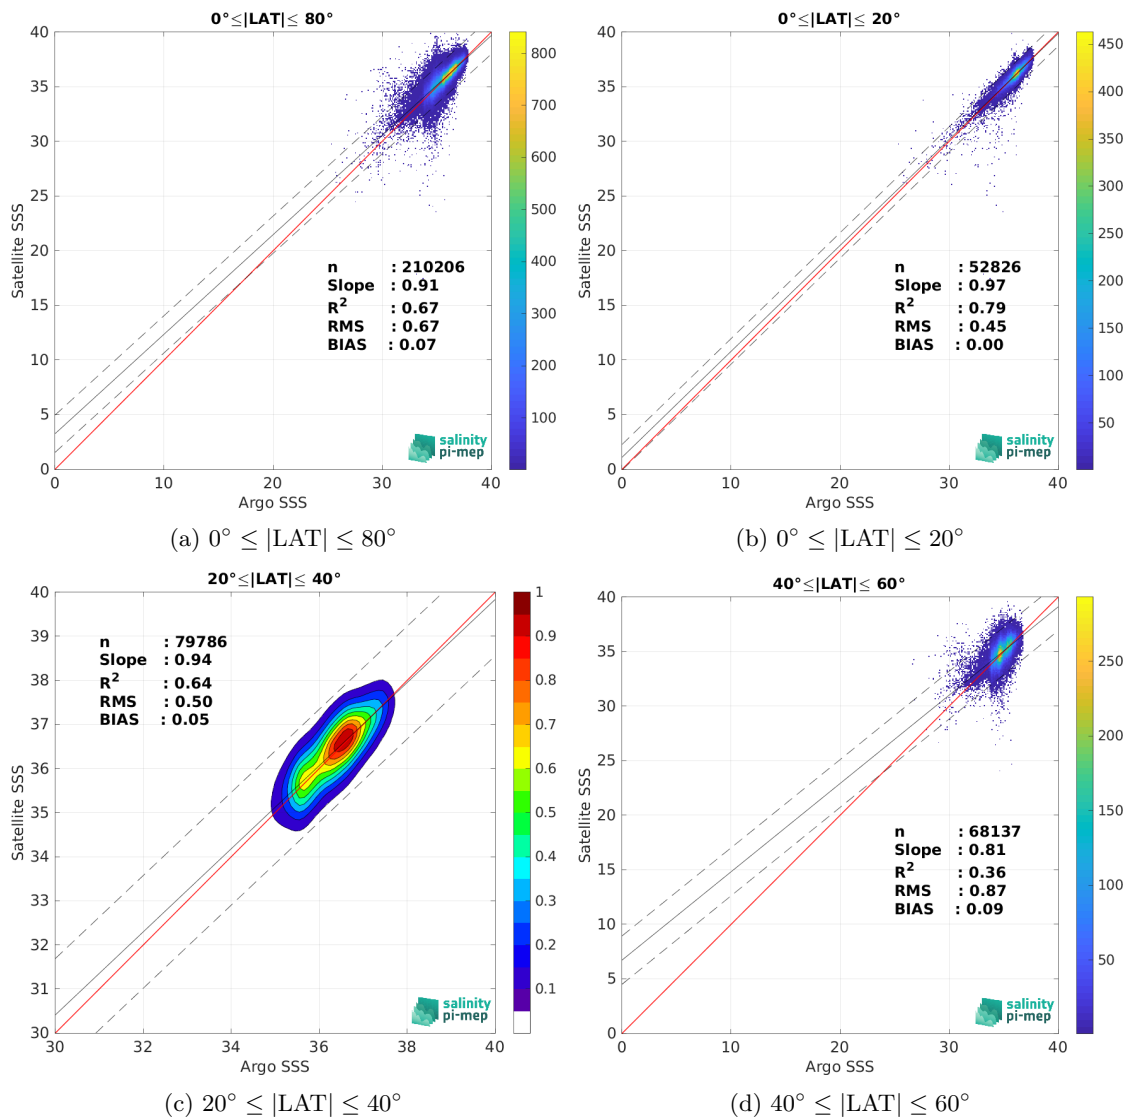 0°≤|LAT|≤ 80°
40
35
30
25
20
15
10
5
0
0
10
20
30
40
Satellite SSS
Argo SSS
n : 210206
Slope : 0.91
R² : 0.67
RMS : 0.67
BIAS : 0.07
salinity
pi-mep
800
700
600
500
400
300
200
100
(a) 0° ≤ |LAT| ≤ 80°
0°≤|LAT|≤ 20°
40
35
30
25
20
15
10
5
0
0
10
20
30
40
Satellite SSS
Argo SSS
n : 52826
Slope : 0.97
R² : 0.79
RMS : 0.45
BIAS : 0.00
salinity
pi-mep
450
400
350
300
250
200
150
100
50
(b) 0° ≤ |LAT| ≤ 20°
20°≤|LAT|≤ 40°
40
39
38
37
36
35
34
33
32
31
30
30
32
34
36
38
40
Satellite SSS
Argo SSS
n : 79786
Slope : 0.94
R² : 0.64
RMS : 0.50
BIAS : 0.05
salinity
pi-mep
1
0.9
0.8
0.7
0.6
0.5
0.4
0.3
0.2
0.1
(c) 20° ≤ |LAT| ≤ 40°
40°≤|LAT|≤ 60°
40
35
30
25
20
15
10
5
0
0
10
20
30
40
Satellite SSS
Argo SSS
n : 68137
Slope : 0.81
R² : 0.36
RMS : 0.87
BIAS : 0.09
salinity
pi-mep
250
200
150
100
50
(d) 40° ≤ |LAT| ≤ 60°